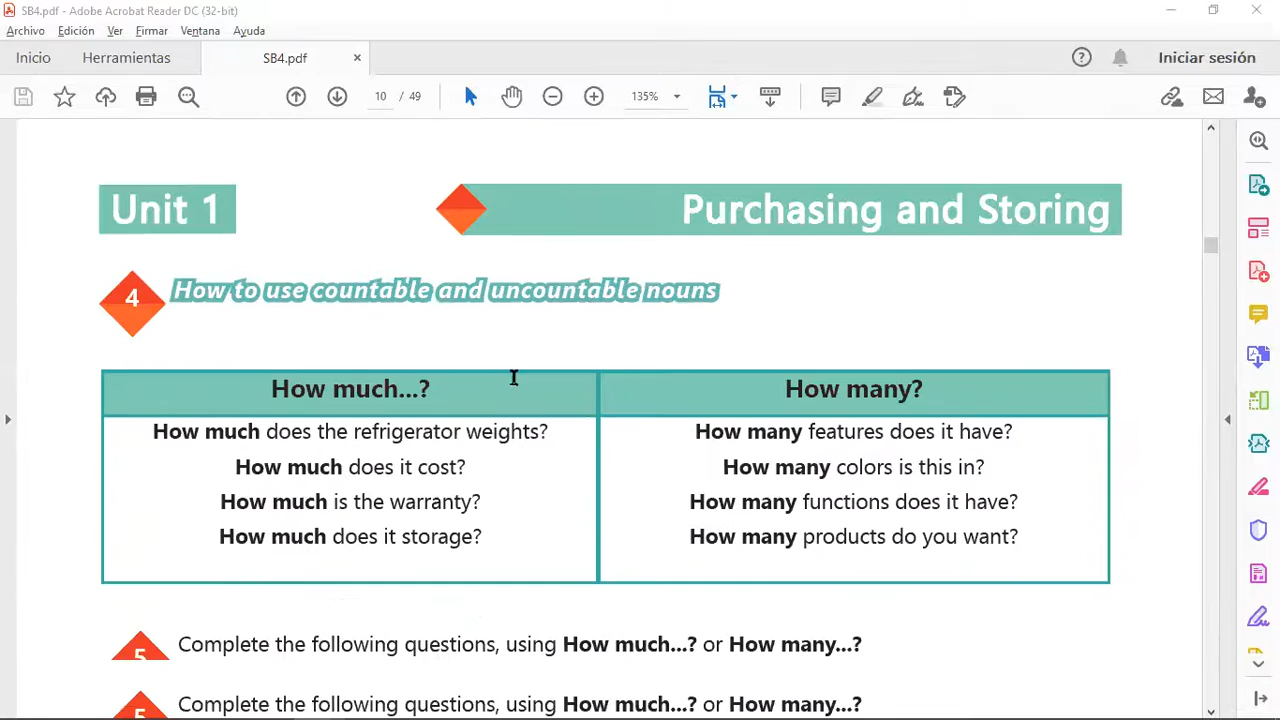 SB4.pdf - Adobe Acrobat Reader DC (32-bit)
Archivo Edición Ver Firmar Ventana Ayuda
Inicio Herramientas SB4.pdf × Iniciar sesión
10 / 49 135%
Unit 1 Purchasing and Storing
4 How to use countable and uncountable nouns
How much...? How many?
How much does the refrigerator weights? How many features does it have?
How much does it cost? How many colors is this in?
How much is the warranty? How many functions does it have?
How much does it storage? How many products do you want?
5 Complete the following questions, using How much...? or How many...?
5 Complete the following questions, using How much...? or How many...?